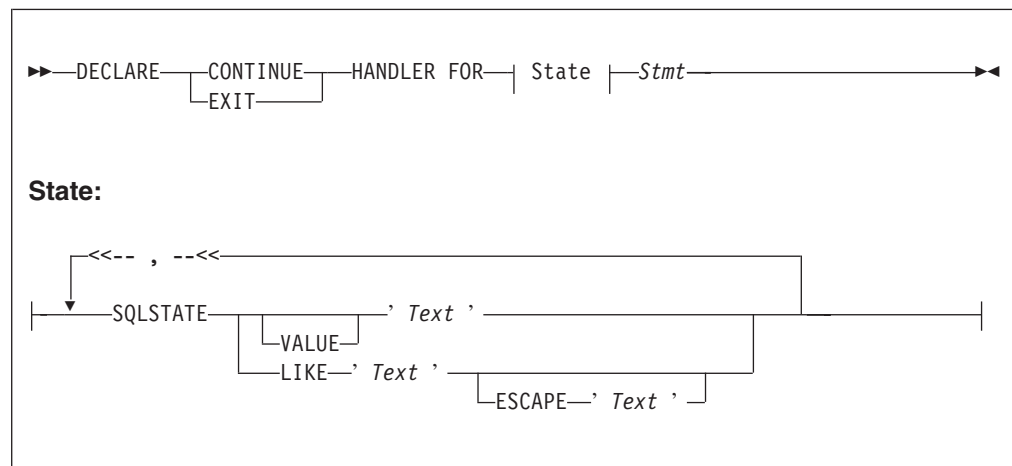 DECLARE CONTINUE HANDLER FOR State Stmt
EXIT
State:
<<-- , --<<
SQLSTATE ’ Text ’
VALUE
LIKE ’ Text ’
ESCAPE ’ Text ’